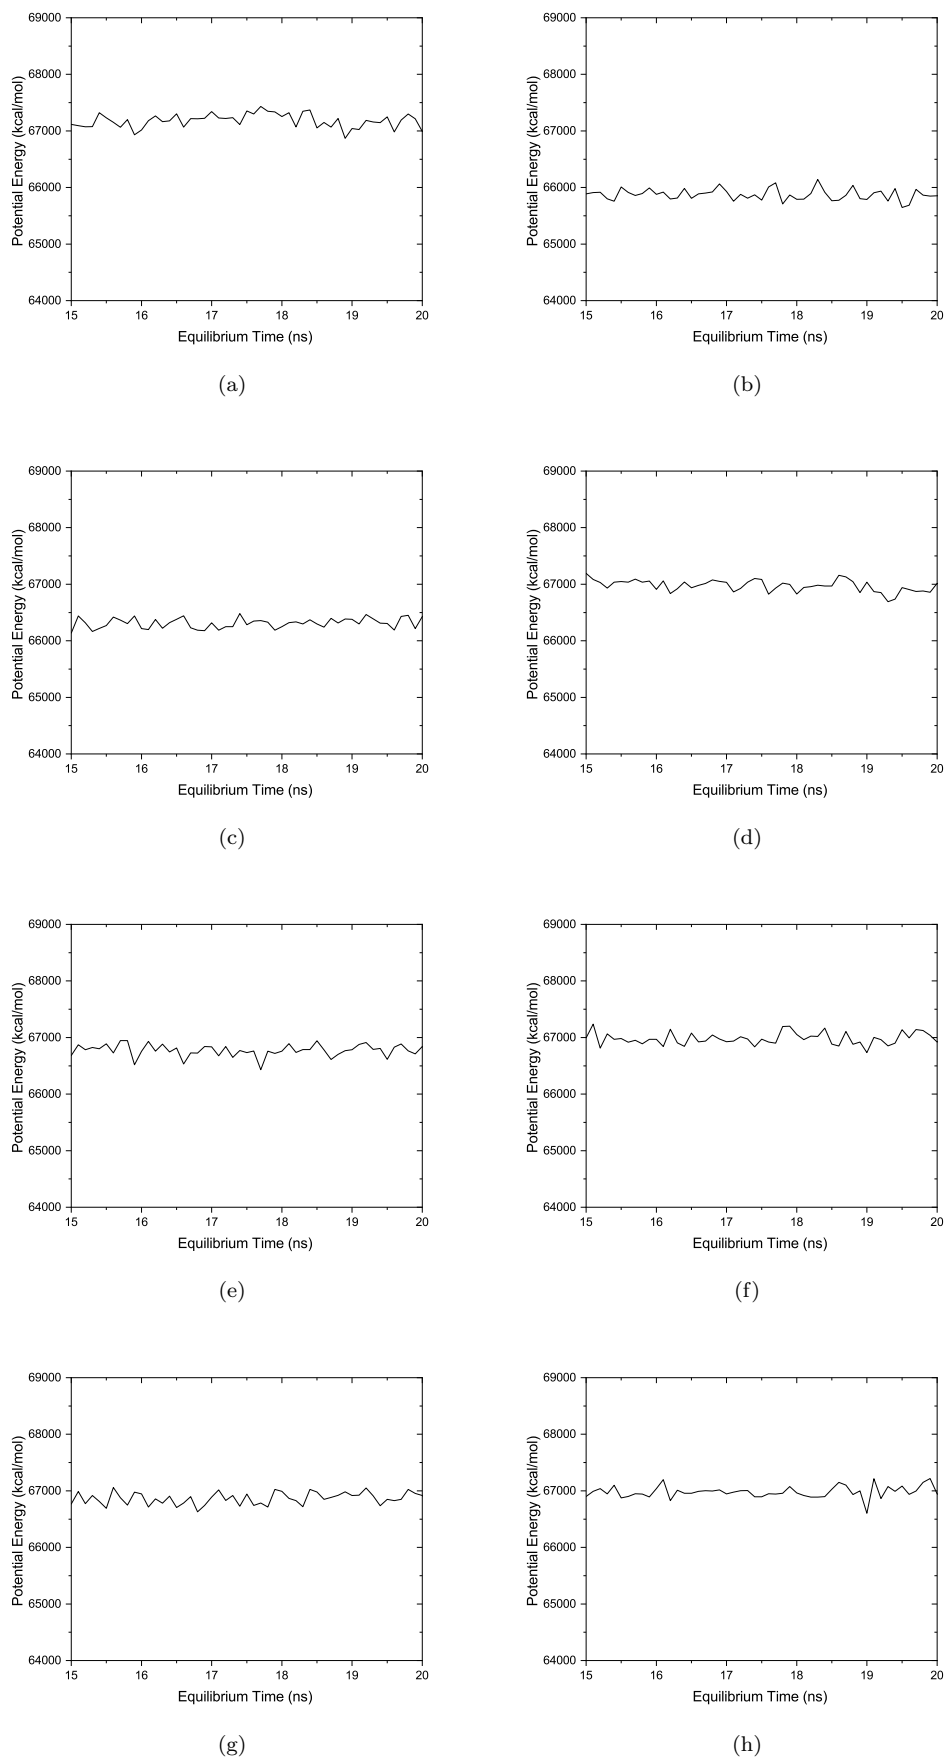 69000
68000
67000
66000
65000
64000
Potential Energy (kcal/mol)
15 16 17 18 19 20
Equilibrium Time (ns)
(a)
69000
68000
67000
66000
65000
64000
Potential Energy (kcal/mol)
15 16 17 18 19 20
Equilibrium Time (ns)
(b)
69000
68000
67000
66000
65000
64000
Potential Energy (kcal/mol)
15 16 17 18 19 20
Equilibrium Time (ns)
(c)
69000
68000
67000
66000
65000
64000
Potential Energy (kcal/mol)
15 16 17 18 19 20
Equilibrium Time (ns)
(d)
69000
68000
67000
66000
65000
64000
Potential Energy (kcal/mol)
15 16 17 18 19 20
Equilibrium Time (ns)
(e)
69000
68000
67000
66000
65000
64000
Potential Energy (kcal/mol)
15 16 17 18 19 20
Equilibrium Time (ns)
(f)
69000
68000
67000
66000
65000
64000
Potential Energy (kcal/mol)
15 16 17 18 19 20
Equilibrium Time (ns)
(g)
69000
68000
67000
66000
65000
64000
Potential Energy (kcal/mol)
15 16 17 18 19 20
Equilibrium Time (ns)
(h)